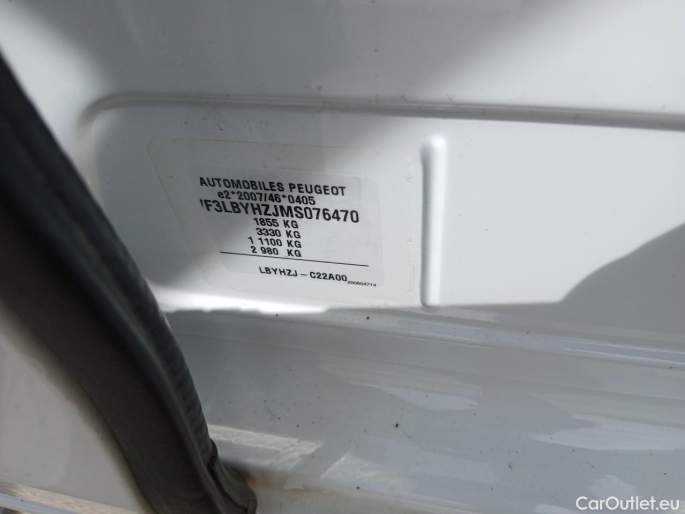 AUTOMOBILES PEUGEOT
e2*2007/46*0405
VF3LBYHZJMS076470
1855 KG
3330 KG
1 1100 KG
2 980 KG
LBYHZJ - C22A00
CarOutlet.eu